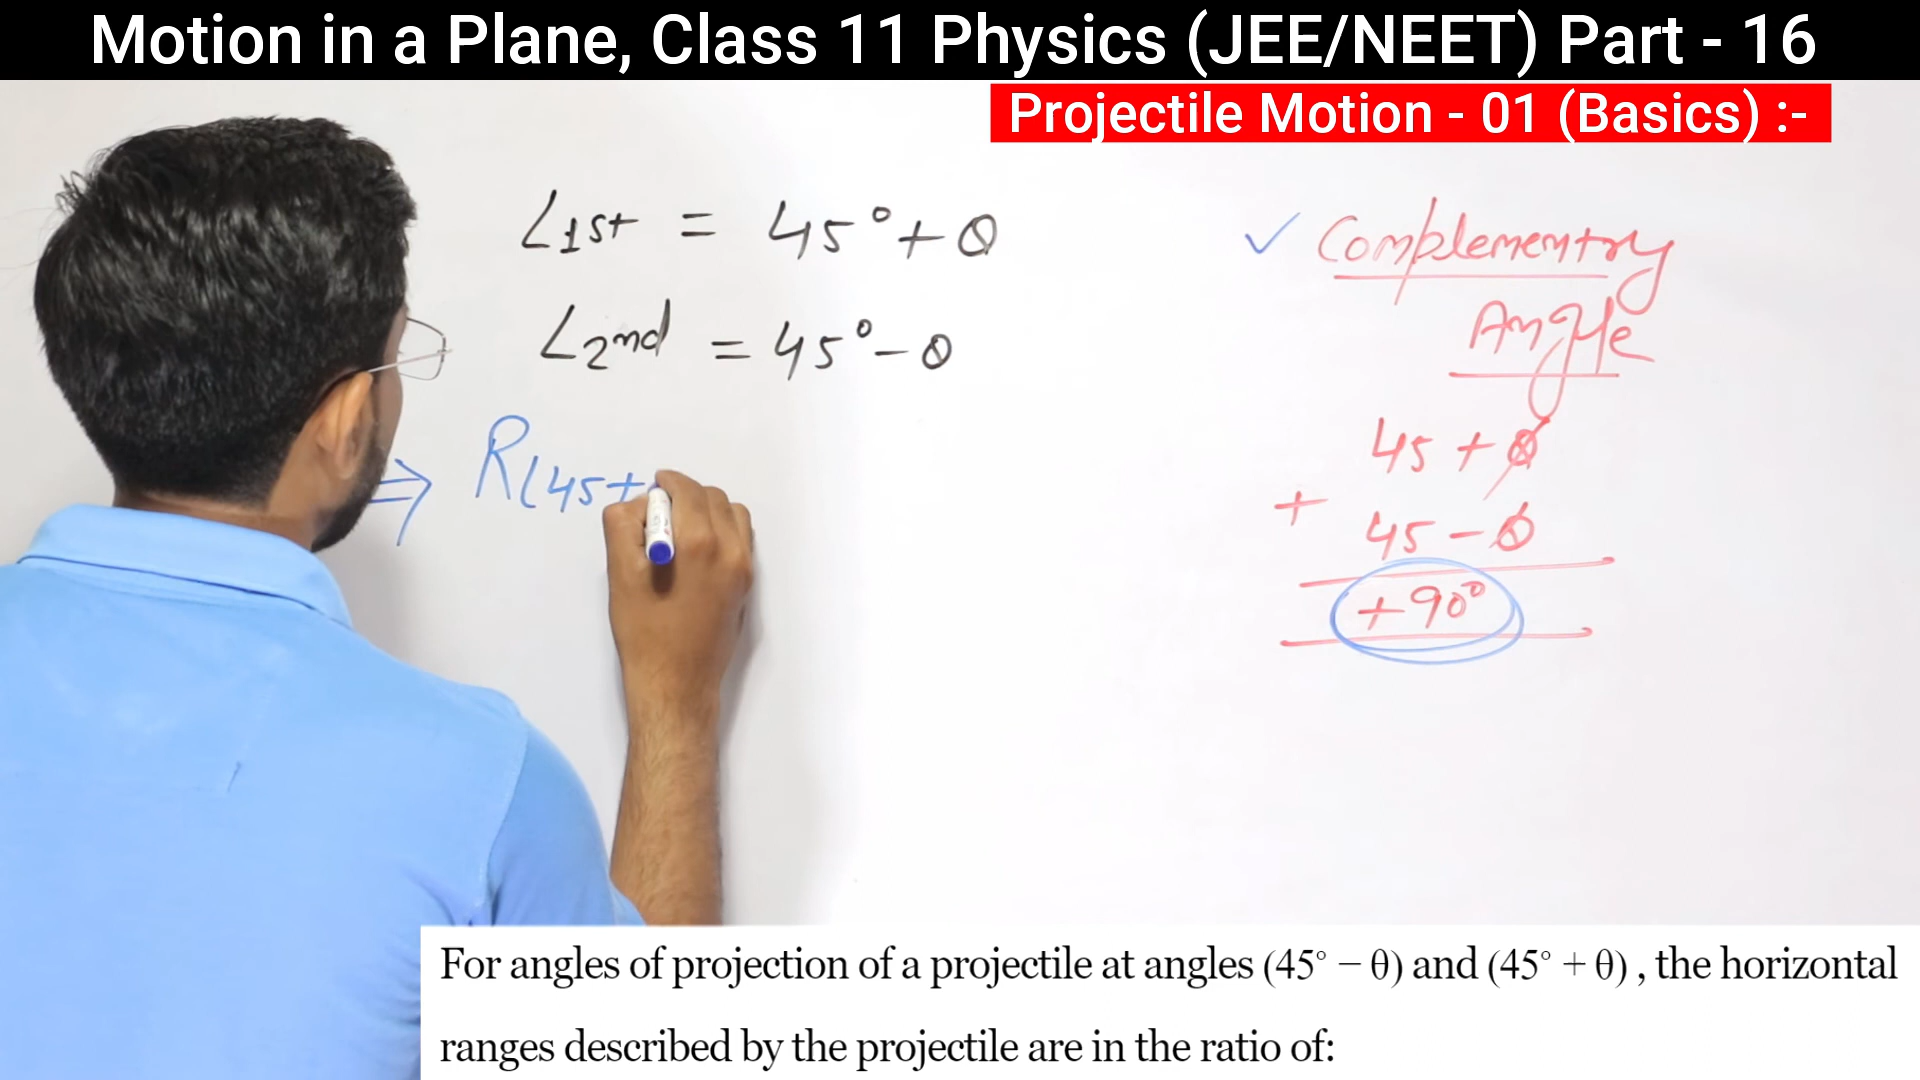 Motion in a Plane, Class 11 Physics (JEE/NEET) Part - 16
Projectile Motion - 01 (Basics) :-
∠1st = 45° + θ
∠2nd = 45° - θ
⇒ R(45+
✓ Complementry
Angle
45 + θ
+ 45 - θ
+90°
For angles of projection of a projectile at angles (45° − θ) and (45° + θ) , the horizontal
ranges described by the projectile are in the ratio of: